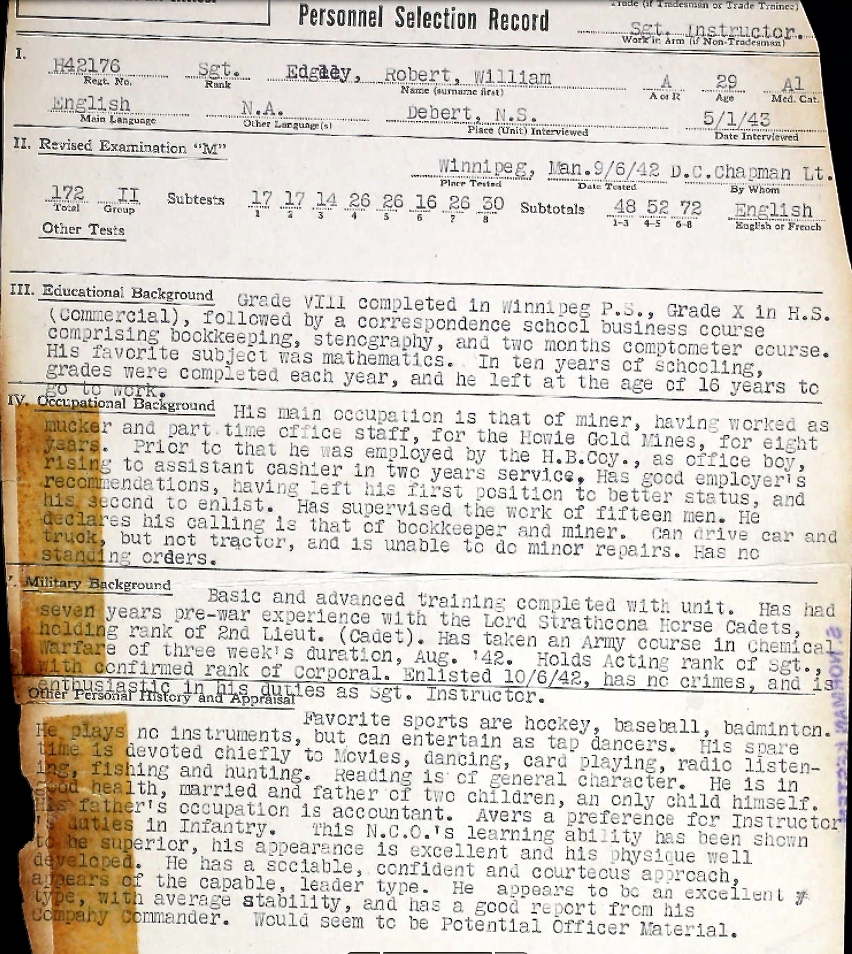 Personnel Selection Record
Trade (if Tradesman or Trade Trainee)
Sgt. Instructor.
Work in Arm (if Non-Tradesman)
I.
H42176 Sgt. Edgley, Robert, William A 29 A1
Regt. No. Rank Name (surname first) A or R Age Med. Cat.
English N.A. Debert, N.S. 5/1/43
Main Language Other Language(s) Place (Unit) Interviewed Date Interviewed
II. Revised Examination "M"
Winnipeg, Man. 9/6/42 D.C.Chapman Lt.
Place Tested Date Tested By Whom
172 II Subtests 17 17 14 26 26 16 26 30 Subtotals 48 52 72 English
Total Group 1 2 3 4 5 6 7 8 1-3 4-5 6-8 English or French
Other Tests
III. Educational Background Grade VIII completed in Winnipeg P.S., Grade X in H.S.
(Commercial), followed by a correspondence school business course
comprising bookkeeping, stenography, and two months comptometer course.
His favorite subject was mathematics. In ten years of schooling,
grades were completed each year, and he left at the age of 16 years to
go to work.
IV. Occupational Background His main occupation is that of miner, having worked as
mucker and part time office staff, for the Howie Gold Mines, for eight
years. Prior to that he was employed by the H.B.Coy., as office boy,
rising to assistant cashier in two years service. Has good employer's
recommendations, having left his first position to better status, and
his second to enlist. Has supervised the work of fifteen men. He
declares his calling is that of bookkeeper and miner. Can drive car and
truck, but not tractor, and is unable to do minor repairs. Has no
standing orders.
V. Military Background Basic and advanced training completed with unit. Has had
seven years pre-war experience with the Lord Strathcona Horse Cadets,
holding rank of 2nd Lieut. (Cadet). Has taken an Army course in Chemical
Warfare of three week's duration, Aug. '42. Holds Acting rank of Sgt.,
with confirmed rank of Corporal. Enlisted 10/6/42, has no crimes, and is
enthusiastic in his duties as Sgt. Instructor.
Other Personal History and Appraisal
Favorite sports are hockey, baseball, badminton.
He plays no instruments, but can entertain as tap dancers. His spare
time is devoted chiefly to Movies, dancing, card playing, radio listen-
ing, fishing and hunting. Reading is of general character. He is in
good health, married and father of two children, an only child himself.
His father's occupation is accountant. Avers a preference for Instructor
's duties in Infantry. This N.C.O.'s learning ability has been shown
to be superior, his appearance is excellent and his physique well
developed. He has a sociable, confident and courteous approach,
appears of the capable, leader type. He appears to be an excellent
type, with average stability, and has a good report from his
Company Commander. Would seem to be Potential Officer Material.